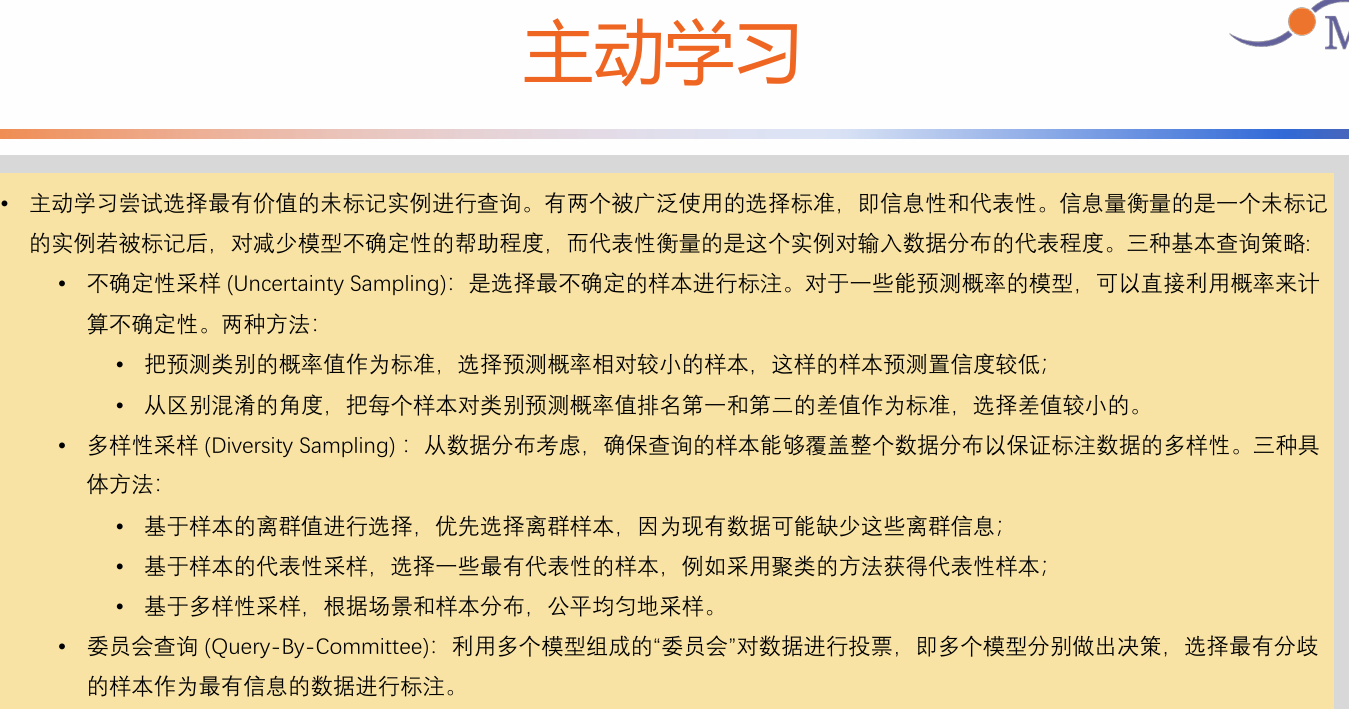 主动学习
M
• 主动学习尝试选择最有价值的未标记实例进行查询。有两个被广泛使用的选择标准，即信息性和代表性。信息量衡量的是一个未标记
的实例若被标记后，对减少模型不确定性的帮助程度，而代表性衡量的是这个实例对输入数据分布的代表程度。三种基本查询策略:
• 不确定性采样 (Uncertainty Sampling)：是选择最不确定的样本进行标注。对于一些能预测概率的模型，可以直接利用概率来计
算不确定性。两种方法：
• 把预测类别的概率值作为标准，选择预测概率相对较小的样本，这样的样本预测置信度较低；
• 从区别混淆的角度，把每个样本对类别预测概率值排名第一和第二的差值作为标准，选择差值较小的。
• 多样性采样 (Diversity Sampling) ：从数据分布考虑，确保查询的样本能够覆盖整个数据分布以保证标注数据的多样性。三种具
体方法：
• 基于样本的离群值进行选择，优先选择离群样本，因为现有数据可能缺少这些离群信息；
• 基于样本的代表性采样，选择一些最有代表性的样本，例如采用聚类的方法获得代表性样本；
• 基于多样性采样，根据场景和样本分布，公平均匀地采样。
• 委员会查询 (Query-By-Committee)：利用多个模型组成的“委员会”对数据进行投票，即多个模型分别做出决策，选择最有分歧
的样本作为最有信息的数据进行标注。